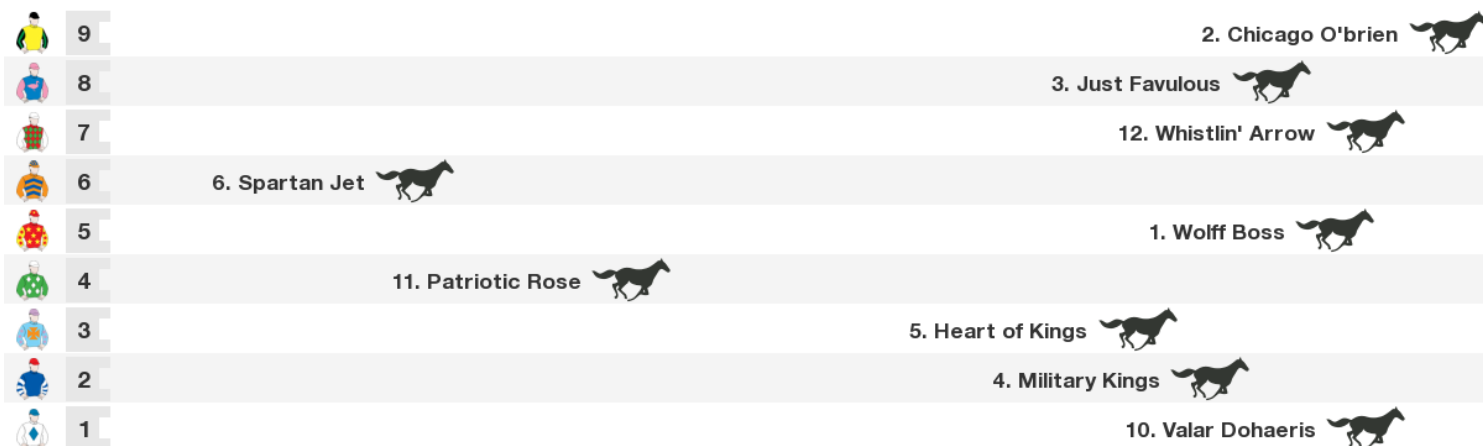 9 2. Chicago O'brien
8 3. Just Favulous
7 12. Whistlin' Arrow
6 6. Spartan Jet
5 1. Wolff Boss
4 11. Patriotic Rose
3 5. Heart of Kings
2 4. Military Kings
1 10. Valar Dohaeris